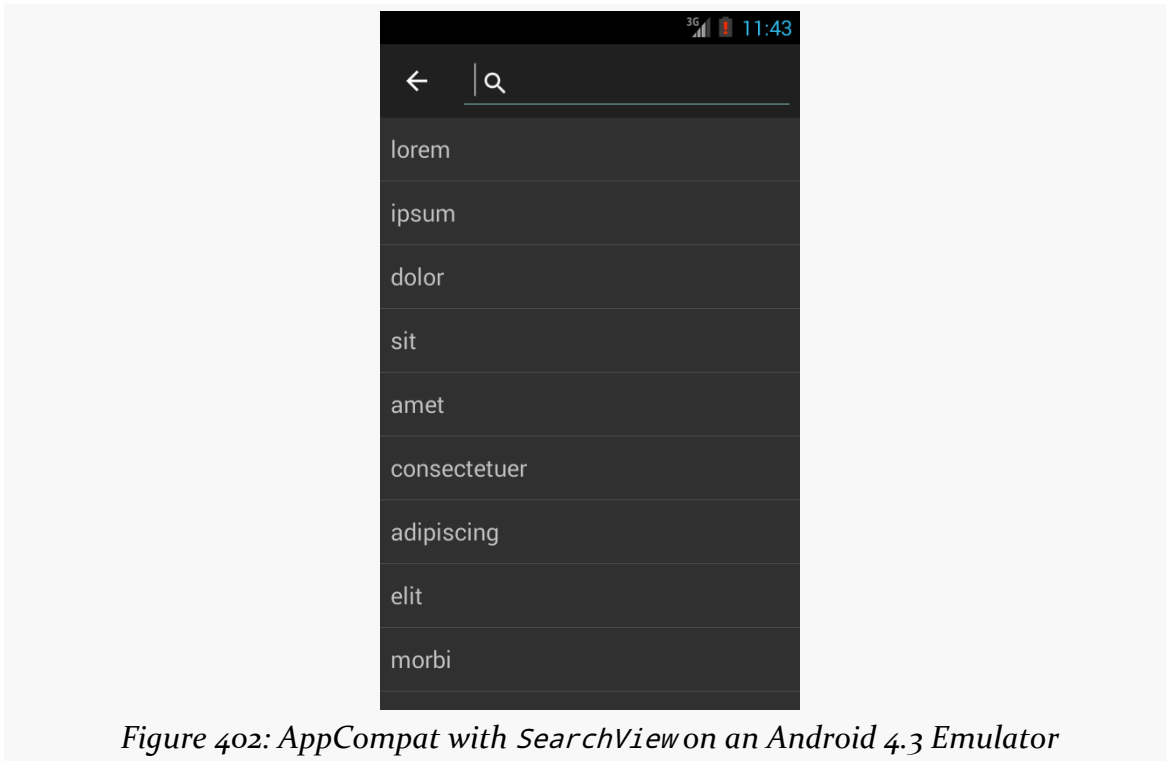 3G 11:43
lorem
ipsum
dolor
sit
amet
consectetuer
adipiscing
elit
morbi
Figure 402: AppCompat with SearchView on an Android 4.3 Emulator